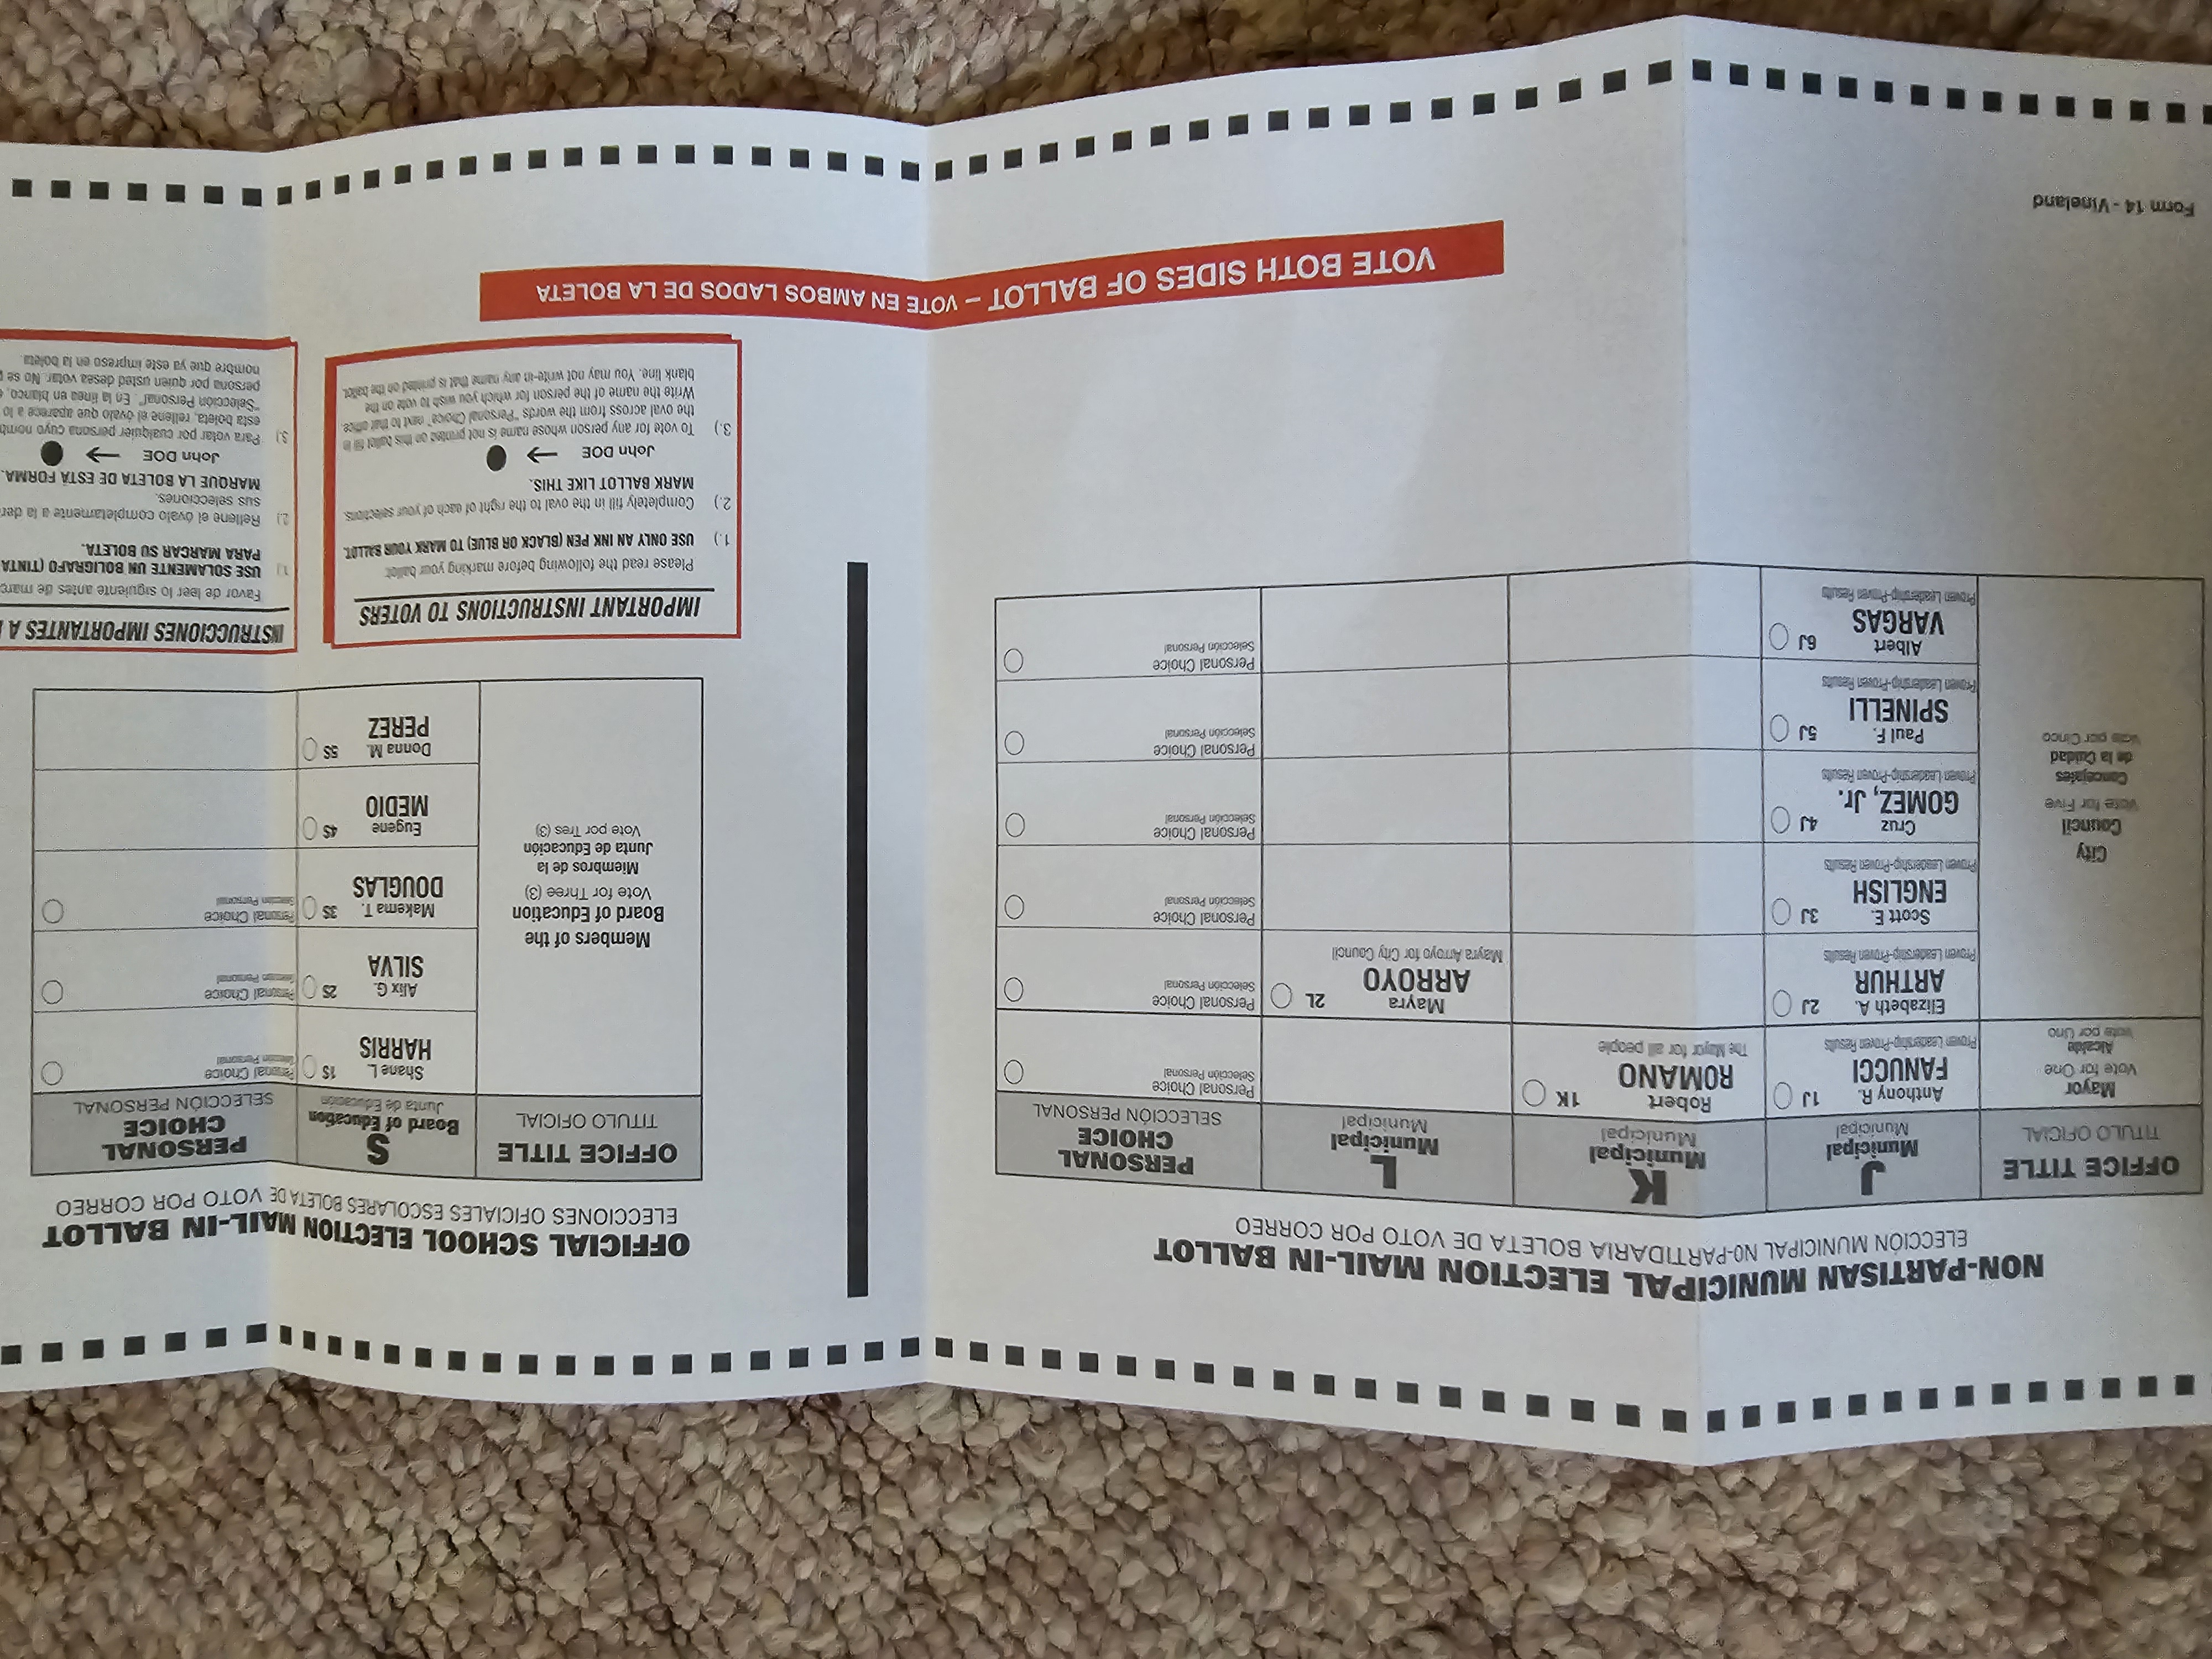 NON-PARTISAN MUNICIPAL ELECTION MAIL-IN BALLOT
ELECCIÓN MUNICIPAL NO-PARTIDARIA BOLETA DE VOTO POR CORREO
OFFICE TITLE
TITULO OFICIAL
J
Municipal
Municipal
K
Municipal
Municipal
L
Municipal
Municipal
PERSONAL
CHOICE
SELECCIÓN PERSONAL
Mayor
Vote for One
Alcalde
Vote por Uno
Anthony R.
FANUCCI
1J
Proven Leadership-Proven Results
Robert
ROMANO
1K
The Mayor for all people
Personal Choice
Selección Personal
City
Council
Vote for Five
Concejales
de la Cuidad
Vote por Cinco
Elizabeth A.
ARTHUR
2J
Proven Leadership-Proven Results
Mayra
ARROYO
2L
Mayra Arroyo for City Council
Personal Choice
Selección Personal
Scott E.
ENGLISH
3J
Proven Leadership-Proven Results
Personal Choice
Selección Personal
Cruz
GOMEZ, Jr.
4J
Proven Leadership-Proven Results
Personal Choice
Selección Personal
Paul F.
SPINELLI
5J
Proven Leadership-Proven Results
Personal Choice
Selección Personal
Albert
VARGAS
6J
Proven Leadership-Proven Results
Personal Choice
Selección Personal
OFFICIAL SCHOOL ELECTION MAIL-IN BALLOT
ELECCIONES OFICIALES ESCOLARES BOLETA DE VOTO POR CORREO
OFFICE TITLE
TITULO OFICIAL
S
Board of Education
Junta de Educación
PERSONAL
CHOICE
SELECCIÓN PERSONAL
Members of the
Board of Education
Vote for Three (3)
Miembros de la
Junta de Educación
Vote por Tres (3)
Shane L.
HARRIS
1S
Personal Choice
Selección Personal
Alix G.
SILVA
2S
Personal Choice
Selección Personal
Makema T.
DOUGLAS
3S
Personal Choice
Selección Personal
Eugene
MEDIO
4S
Donna M.
PEREZ
5S
IMPORTANT INSTRUCTIONS TO VOTERS
Please read the following before marking your ballot:
1.) USE ONLY AN INK PEN (BLACK OR BLUE) TO MARK YOUR BALLOT.
2.) Completely fill in the oval to the right of each of your selections.
MARK BALLOT LIKE THIS.
John DOE → ●
3.) To vote for any person whose name is not printed on this ballot fill in
the oval across from the words "Personal Choice" next to that office.
Write the name of the person for which you wish to vote on the
blank line. You may not write-in any name that is printed on the ballot.
INSTRUCCIONES IMPORTANTES A
Favor de leer lo siguiente antes de marc
1.) USE SOLAMENTE UN BOLIGRAFO (TINTA
PARA MARCAR SU BOLETA.
2.) Rellene el óvalo completamente a la der
sus selecciones.
MARQUE LA BOLETA DE ESTÁ FORMA.
John DOE → ●
3.) Para votar por cualquier persona cuyo nomb
esta boleta, rellene el óvalo que aparece a lo
"Selección Personal". En la línea en blanco,
persona por quien usted desea votar. No se
nombre que ya este impreso en la boleta.
VOTE BOTH SIDES OF BALLOT – VOTE EN AMBOS LADOS DE LA BOLETA
Form 14 - Vineland